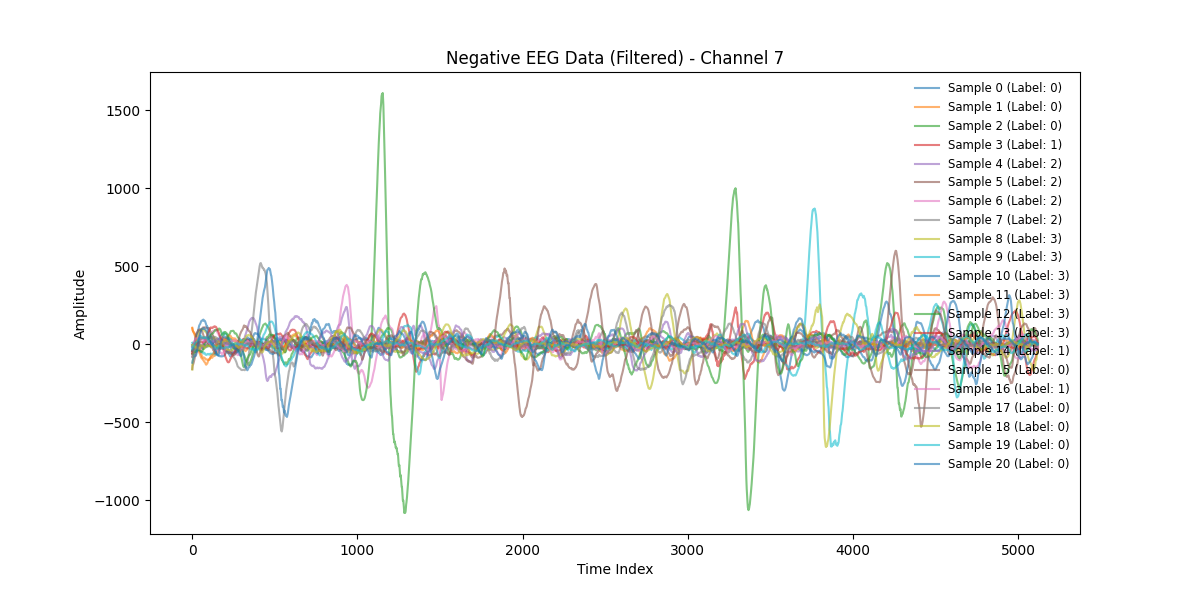 Negative EEG Data (Filtered) - Channel 7
Amplitude
1500
1000
500
0
−500
−1000
Sample 0 (Label: 0)
Sample 1 (Label: 0)
Sample 2 (Label: 0)
Sample 3 (Label: 1)
Sample 4 (Label: 2)
Sample 5 (Label: 2)
Sample 6 (Label: 2)
Sample 7 (Label: 2)
Sample 8 (Label: 3)
Sample 9 (Label: 3)
Sample 10 (Label: 3)
Sample 11 (Label: 3)
Sample 12 (Label: 3)
Sample 13 (Label: 3)
Sample 14 (Label: 1)
Sample 15 (Label: 0)
Sample 16 (Label: 1)
Sample 17 (Label: 0)
Sample 18 (Label: 0)
Sample 19 (Label: 0)
Sample 20 (Label: 0)
0 1000 2000 3000 4000 5000
Time Index